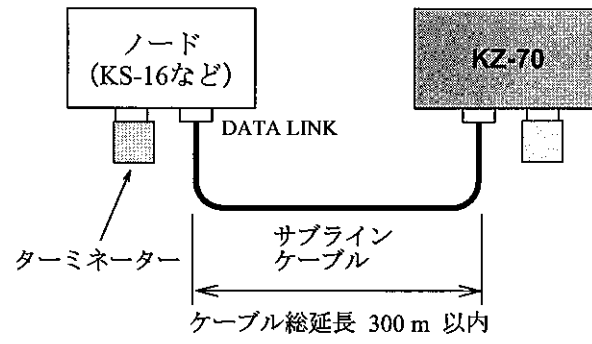 ノード
(KS-16など)
KZ-70
DATA LINK
サブライン
ケーブル
ターミネーター
ケーブル総延長 300 m 以内